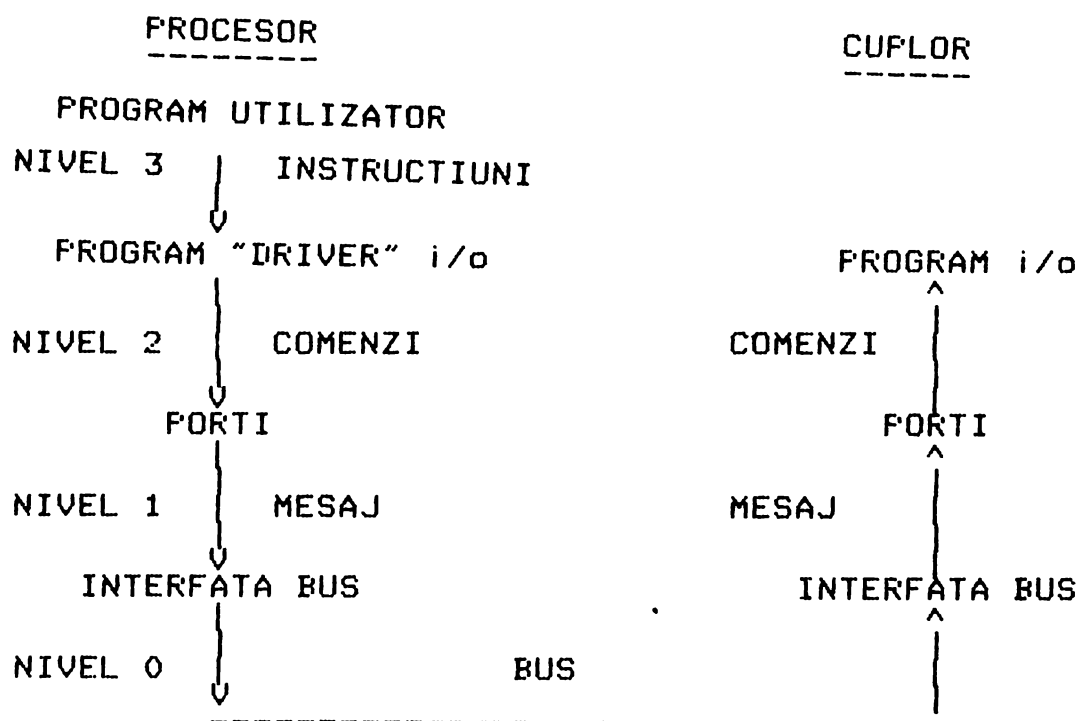 PROCESOR CUPLOR
PROGRAM UTILIZATOR
NIVEL 3 INSTRUCTIUNI
PROGRAM "DRIVER" i/o PROGRAM i/o
NIVEL 2 COMENZI COMENZI
PORTI PORTI
NIVEL 1 MESAJ MESAJ
INTERFATA BUS INTERFATA BUS
NIVEL 0 BUS